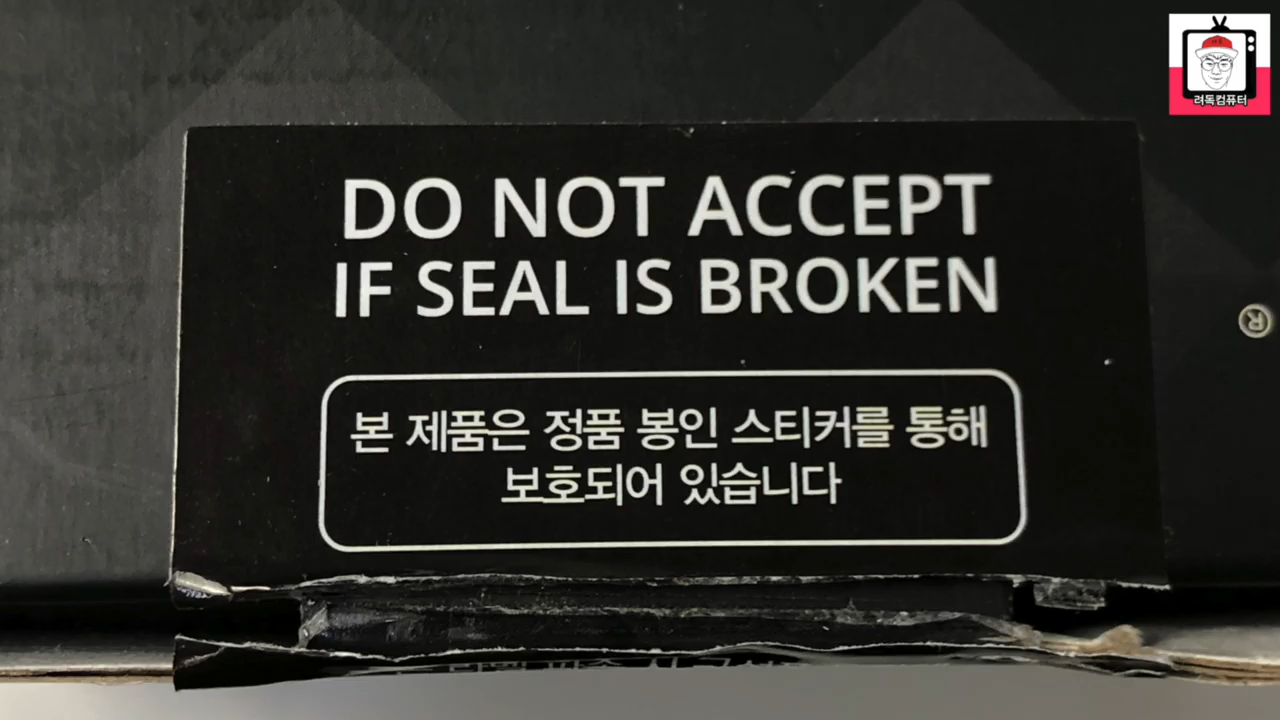 려독컴퓨터
DO NOT ACCEPT
IF SEAL IS BROKEN
®
본 제품은 정품 봉인 스티커를 통해
보호되어 있습니다